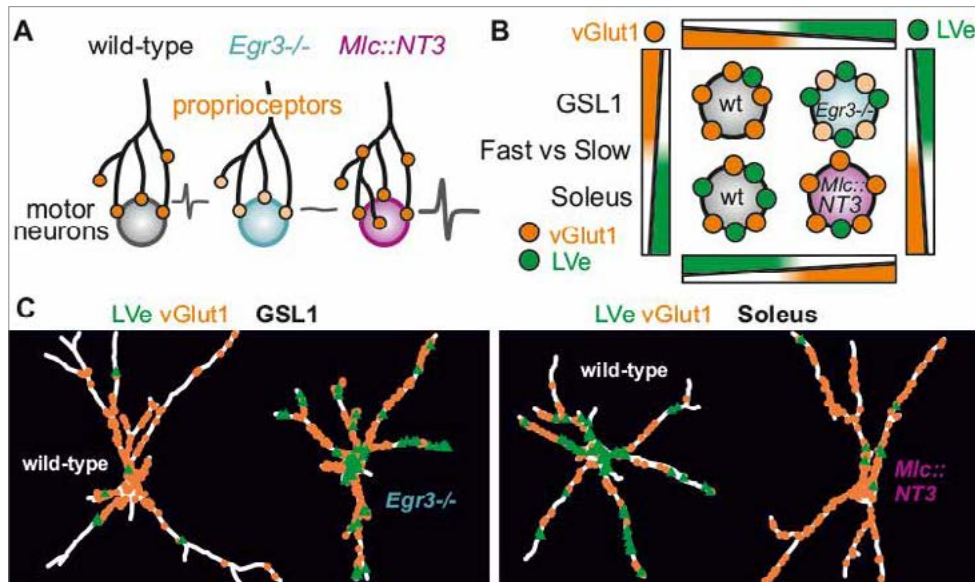 A
wild-type Egr3-/- Mlc::NT3
proprioceptors
motor
neurons
B
vGlut1 LVe
GSL1 wt Egr3-/-
Fast vs Slow
Soleus wt Mlc::
NT3
vGlut1
LVe
C
LVe vGlut1 GSL1
wild-type
Egr3-/-
LVe vGlut1 Soleus
wild-type
Mlc::
NT3